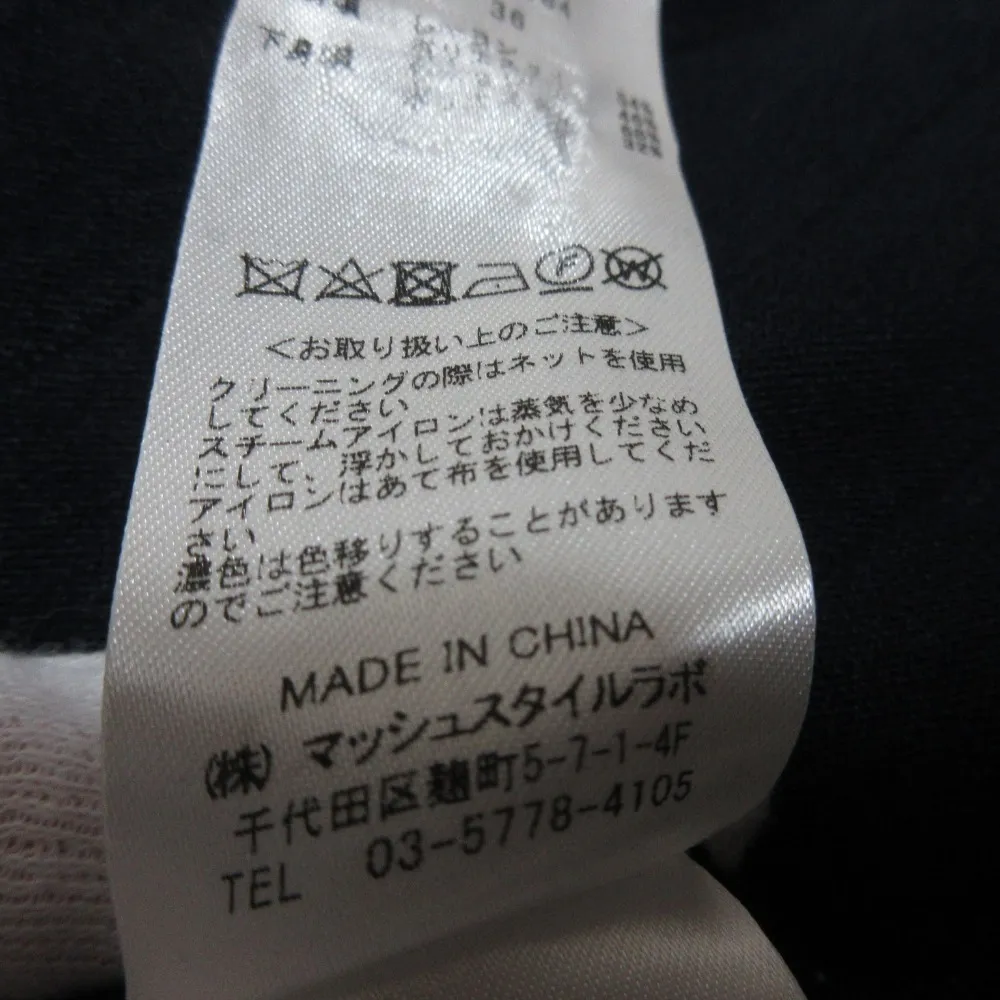 36
クリーニングの際はネットを使用
<お取り扱い上のご注意>
してください
スチームアイロンは蒸気を少なめ
にして、浮かしておかけください
アイロンはあて布を使用してくだ
さい
濃色は色移りすることがあります
のでご注意ください
MADE IN CHINA
(株) マッシュスタイルラボ
千代田区麹町5-7-1-4F
TEL 03-5778-4105